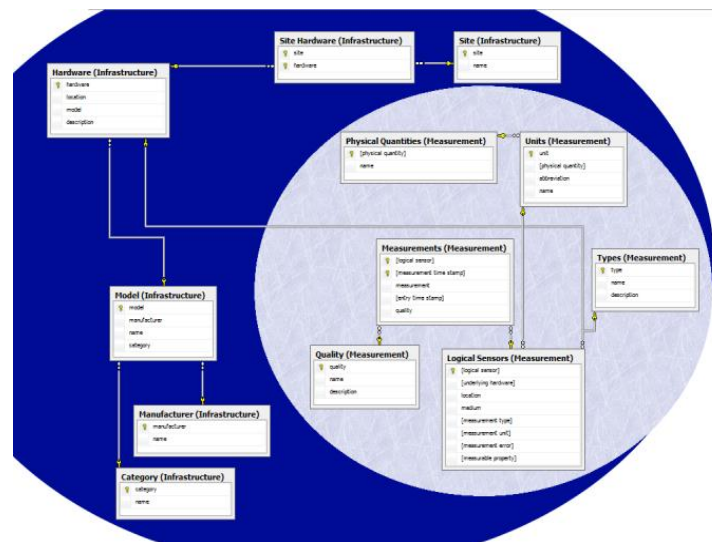 Site Hardware (Infrastructure)
site
hardware
Site (Infrastructure)
site
name
Hardware (Infrastructure)
hardware
location
model
description
Physical Quantities (Measurement)
[physical quantity]
name
Units (Measurement)
unit
[physical quantity]
abbreviation
name
Measurements (Measurement)
[logical sensor]
[measurement time stamp]
measurement
[entry time stamp]
quality
Types (Measurement)
type
name
description
Model (Infrastructure)
model
manufacturer
name
category
Quality (Measurement)
quality
name
description
Logical Sensors (Measurement)
[logical sensor]
[underlying hardware]
location
medium
[measurement type]
[measurement unit]
[measurement error]
[measurable property]
Manufacturer (Infrastructure)
manufacturer
name
Category (Infrastructure)
category
name